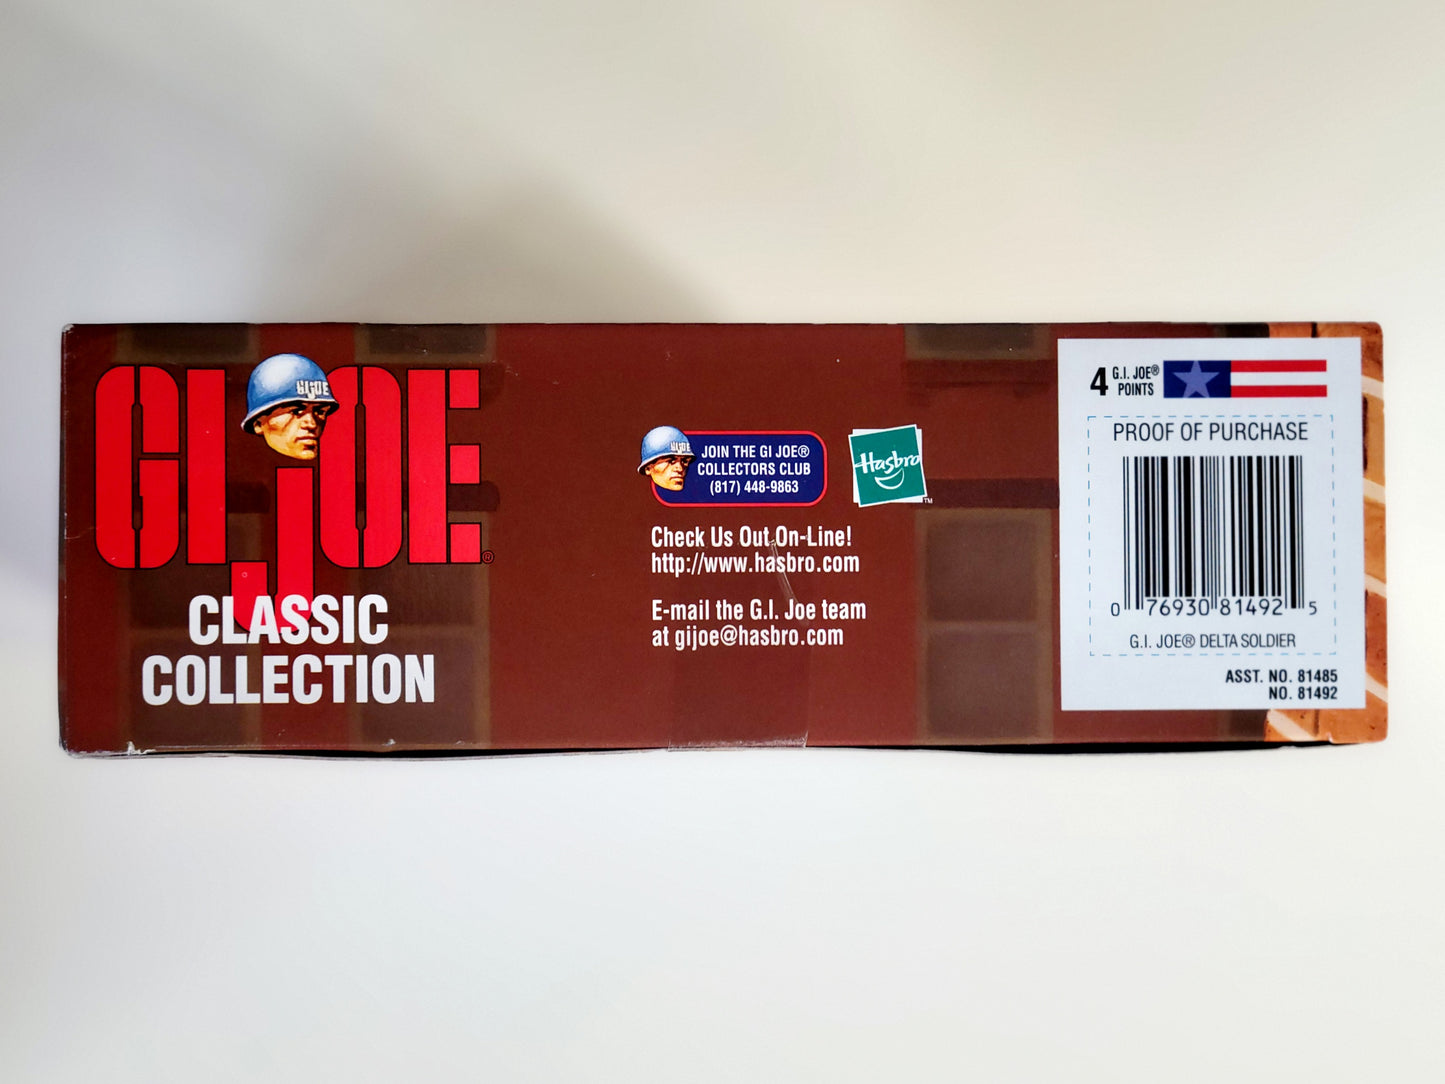 GI JOE®
CLASSIC
COLLECTION
GI JOE
JOIN THE GI JOE®
COLLECTORS CLUB
(817) 448-9863
Hasbro
TM
Check Us Out On-Line!
http://www.hasbro.com
E-mail the G.I. Joe team
at gijoe@hasbro.com
4 G.I. JOE®
POINTS
PROOF OF PURCHASE
0 76930 81492 5
G.I. JOE® DELTA SOLDIER
ASST. NO. 81485
NO. 81492